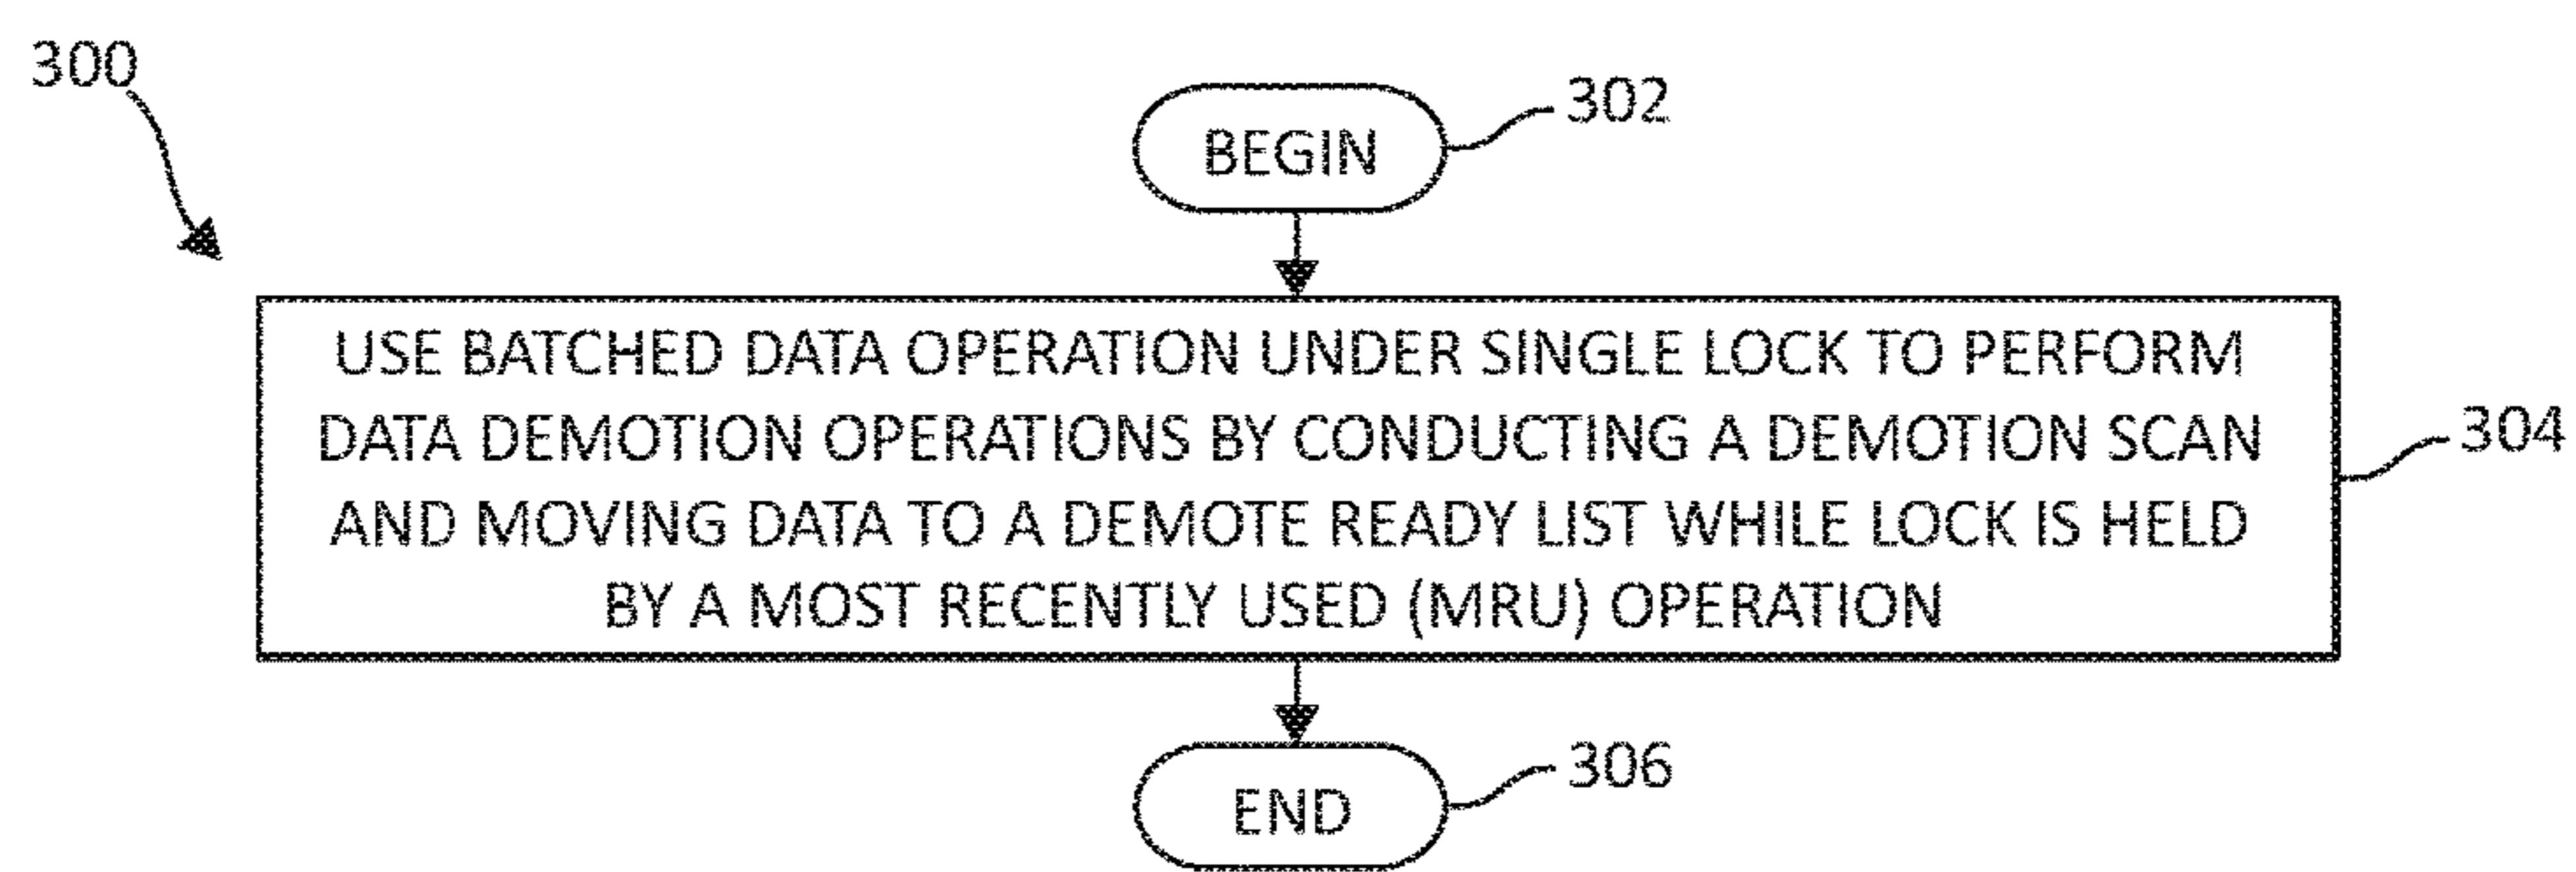 300
302
BEGIN
USE BATCHED DATA OPERATION UNDER SINGLE LOCK TO PERFORM
DATA DEMOTION OPERATIONS BY CONDUCTING A DEMOTION SCAN
AND MOVING DATA TO A DEMOTE READY LIST WHILE LOCK IS HELD
BY A MOST RECENTLY USED (MRU) OPERATION
304
END
306